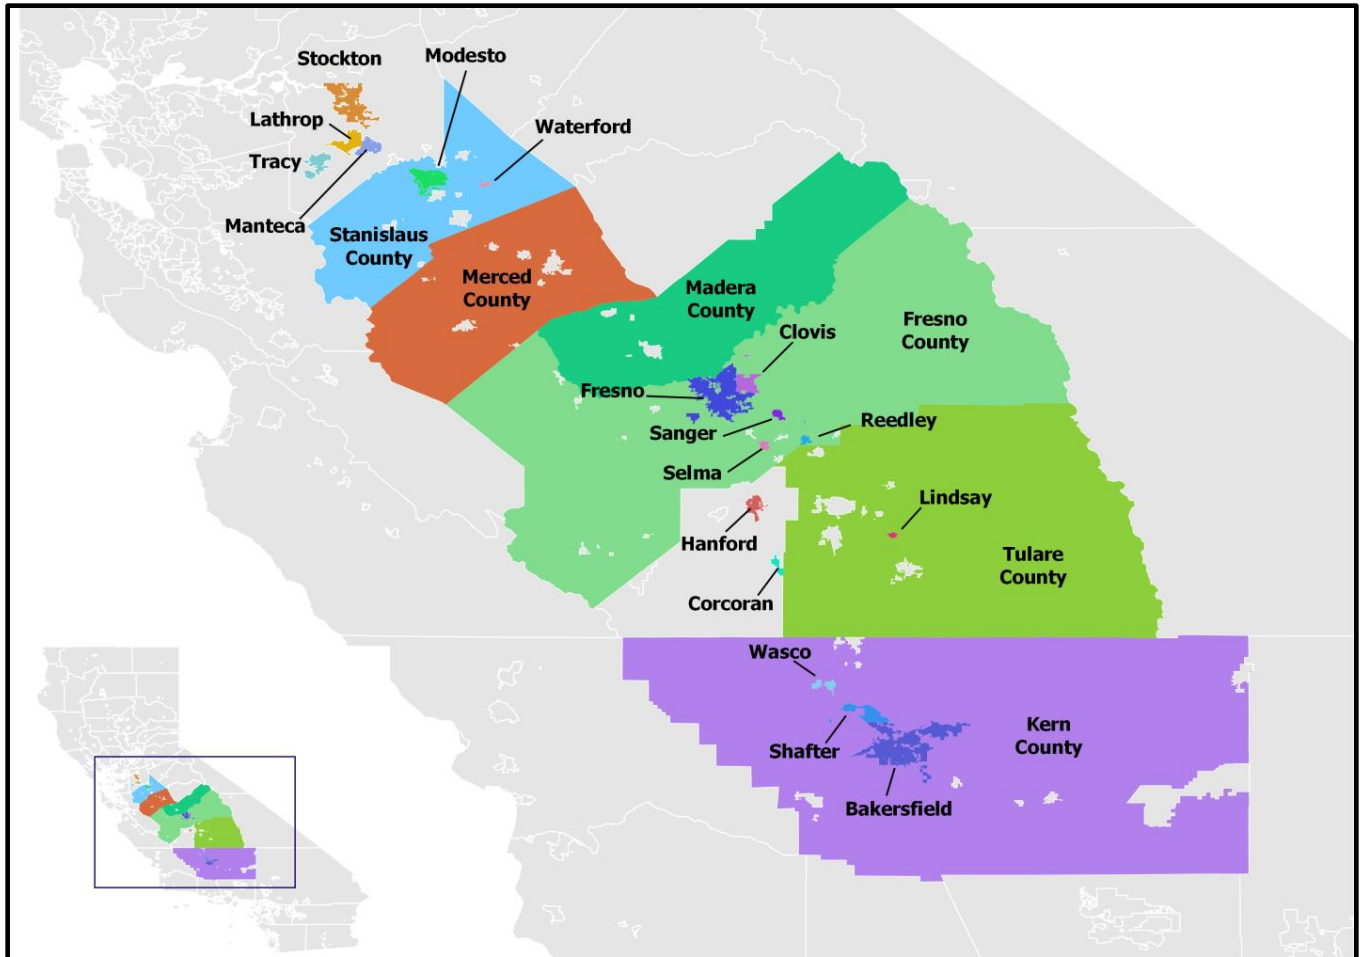 Stockton
Modesto
Lathrop
Waterford
Tracy
Manteca
Stanislaus
County
Merced
County
Madera
County
Clovis
Fresno
County
Fresno
Sanger
Reedley
Selma
Lindsay
Hanford
Tulare
County
Corcoran
Wasco
Kern
County
Shafter
Bakersfield